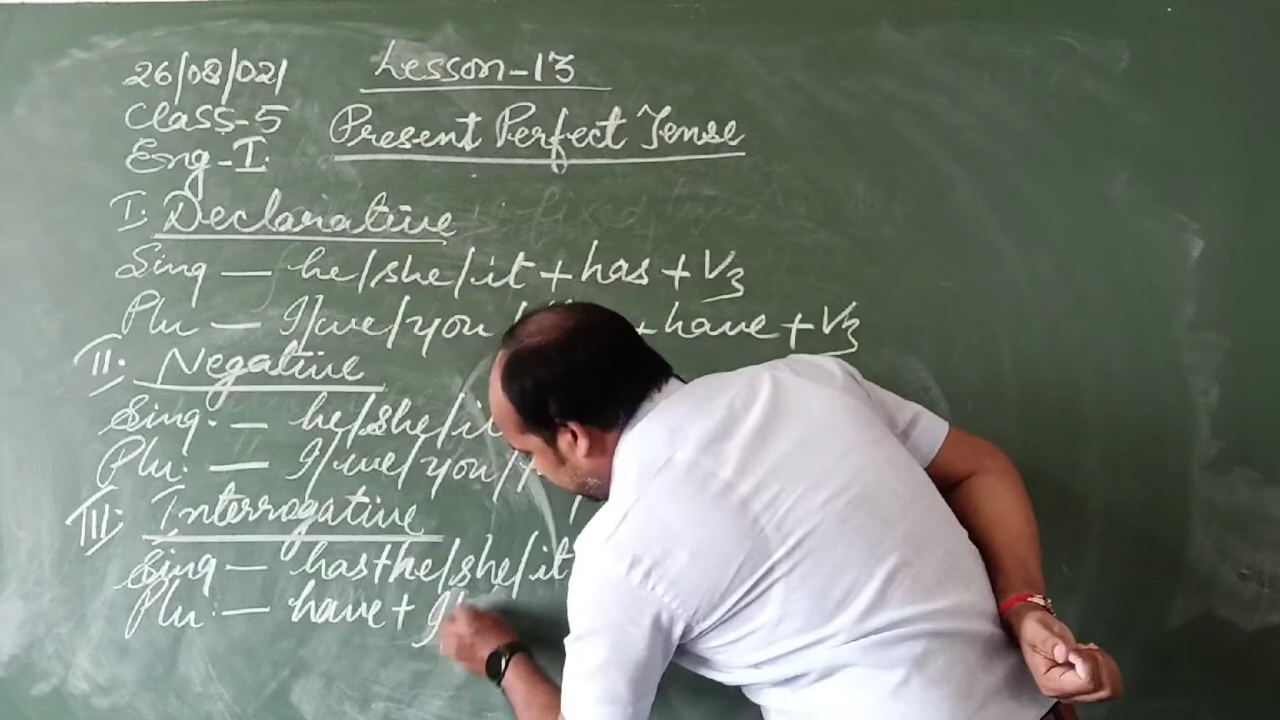 26/08/021
Lesson-13
Class-5
Present Perfect Tense
Eng-I.
I. Declarative
Sing — he/she/it + has + V3
Plu — I/we/you + have + V3
II. Negative
Sing. — he/she/it
Plu. — I/we/you/
III. Interrogative
Sing — has+he/she/it
Plu. — have + I/